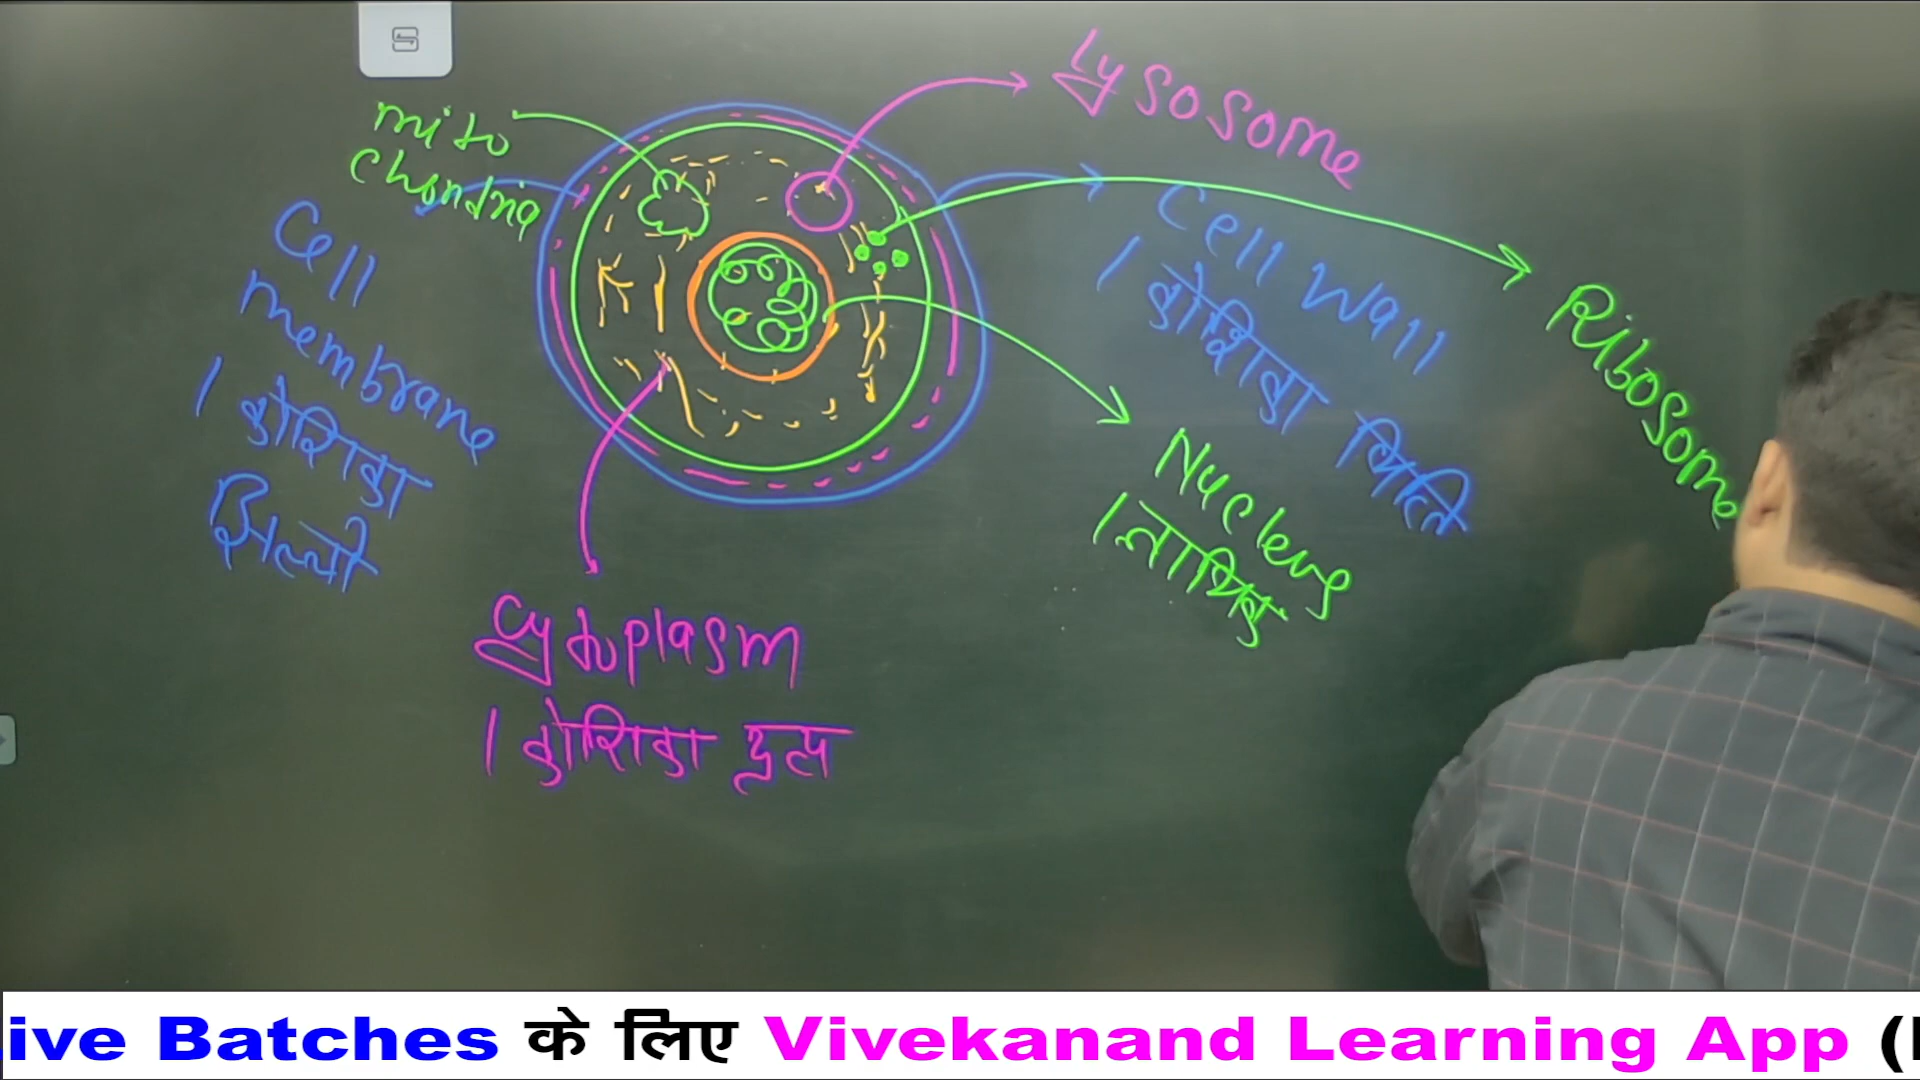 Lysosome
mito
chondria
Cell
membrane
। कोशिका
झिल्ली
Cell Wall
। कोशिका भित्ति
Ribosome
Nucleus
। नाभिक
Cytoplasm
। कोशिका द्रव्य
ive Batches के लिए Vivekanand Learning App (